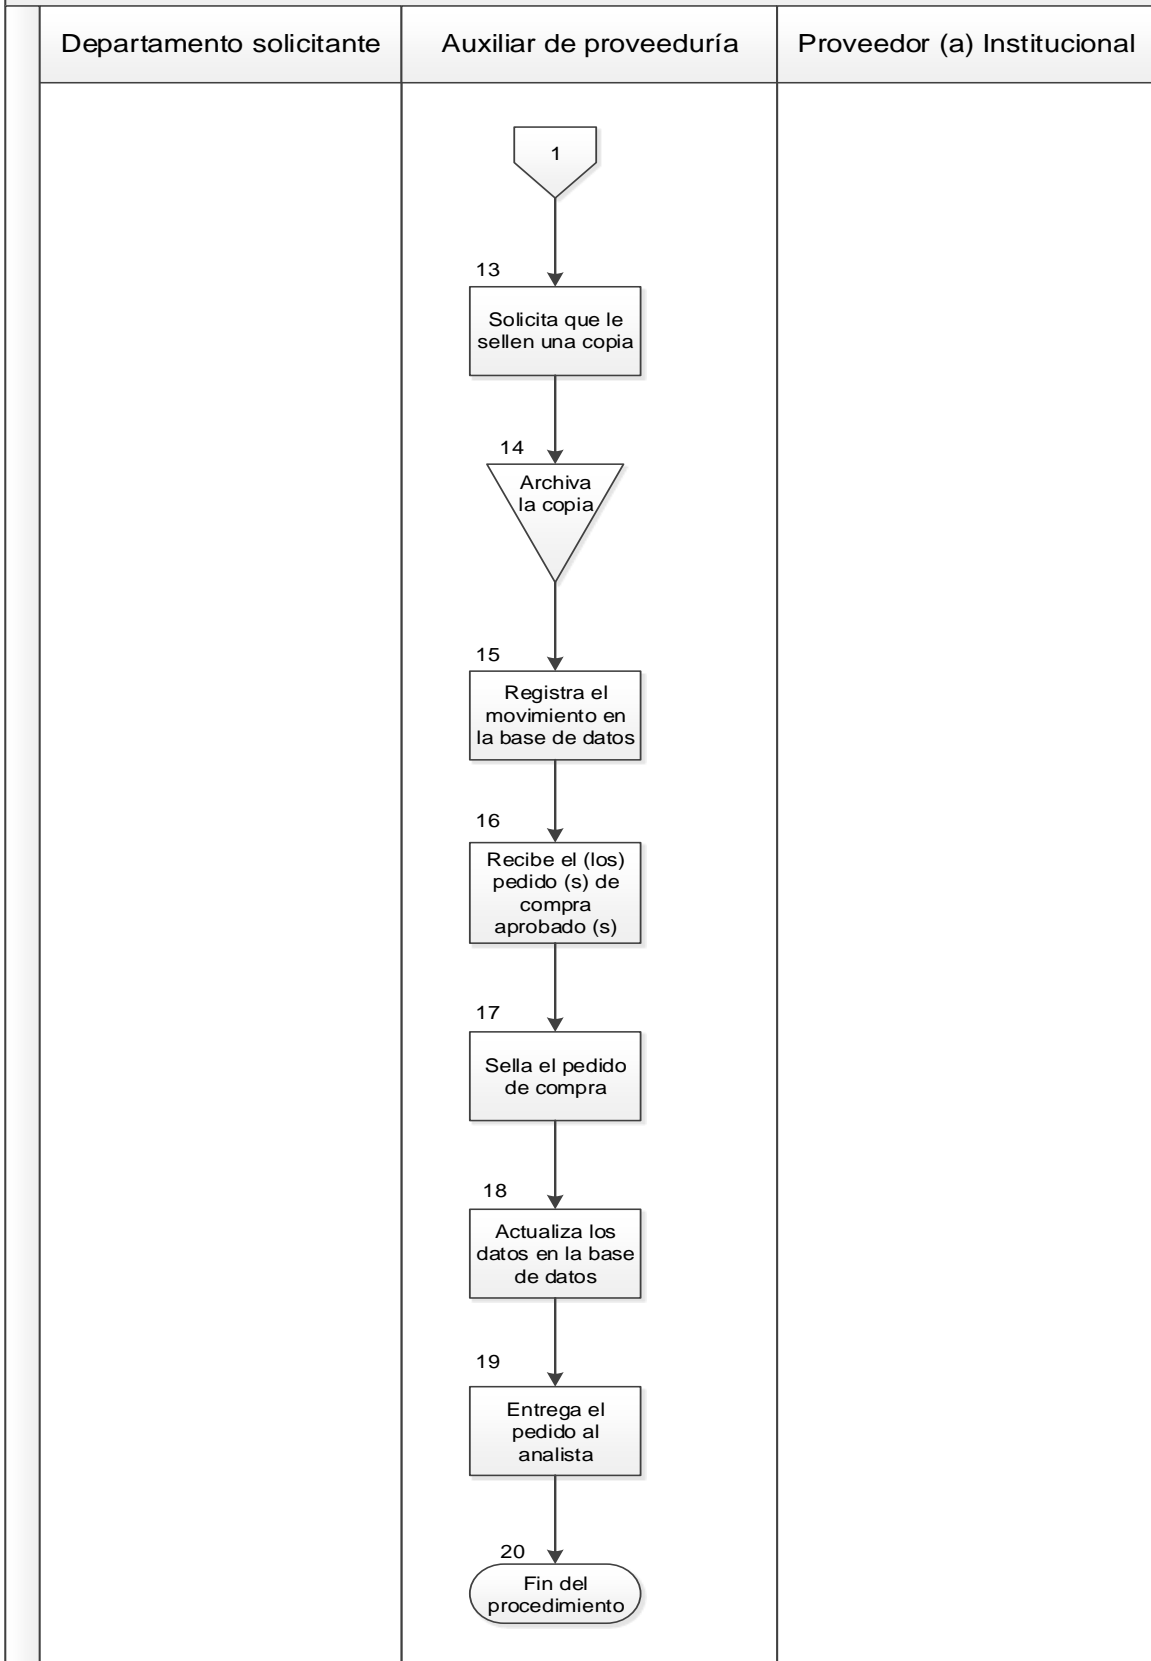 Departamento solicitante
Auxiliar de proveeduría
Proveedor (a) Institucional
1
13
Solicita que le
sellen una copia
14
Archiva
la copia
15
Registra el
movimiento en
la base de datos
16
Recibe el (los)
pedido (s) de
compra
aprobado (s)
17
Sella el pedido
de compra
18
Actualiza los
datos en la base
de datos
19
Entrega el
pedido al
analista
20
Fin del
procedimiento